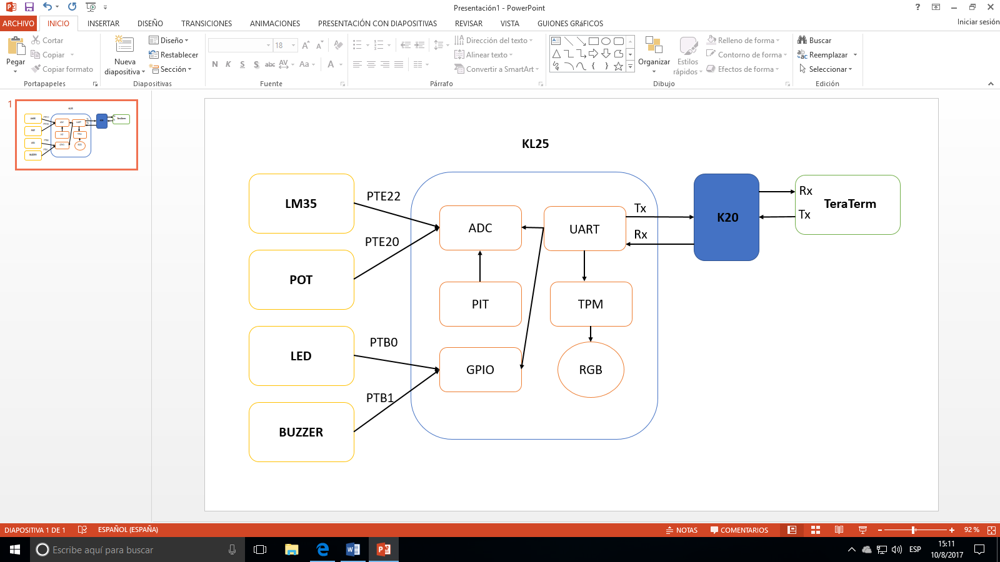 Presentación1 - PowerPoint
ARCHIVO INICIO INSERTAR DISEÑO TRANSICIONES ANIMACIONES PRESENTACIÓN CON DIAPOSITIVAS REVISAR VISTA GUIONES GRáFICOS Iniciar sesión
Pegar
Cortar
Copiar
Copiar formato
Portapapeles
Nueva
diapositiva
Diseño
Restablecer
Sección
Diapositivas
18
N K S S abc AV Aa A
Fuente
Dirección del texto
Alinear texto
Convertir a SmartArt
Párrafo
Organizar
Estilos
rápidos
Relleno de forma
Contorno de forma
Efectos de forma
Dibujo
Buscar
Reemplazar
Seleccionar
Edición
1
KL25
LM35
PTE22
POT
PTE20
LED
PTB0
BUZZER
PTB1
ADC
UART
PIT
TPM
GPIO
RGB
Tx
Rx
K20
Rx
Tx
TeraTerm
DIAPOSITIVA 1 DE 1 ESPAÑOL (ESPAÑA) NOTAS COMENTARIOS 92 %
Escribe aquí para buscar
ESP
15:11
10/8/2017